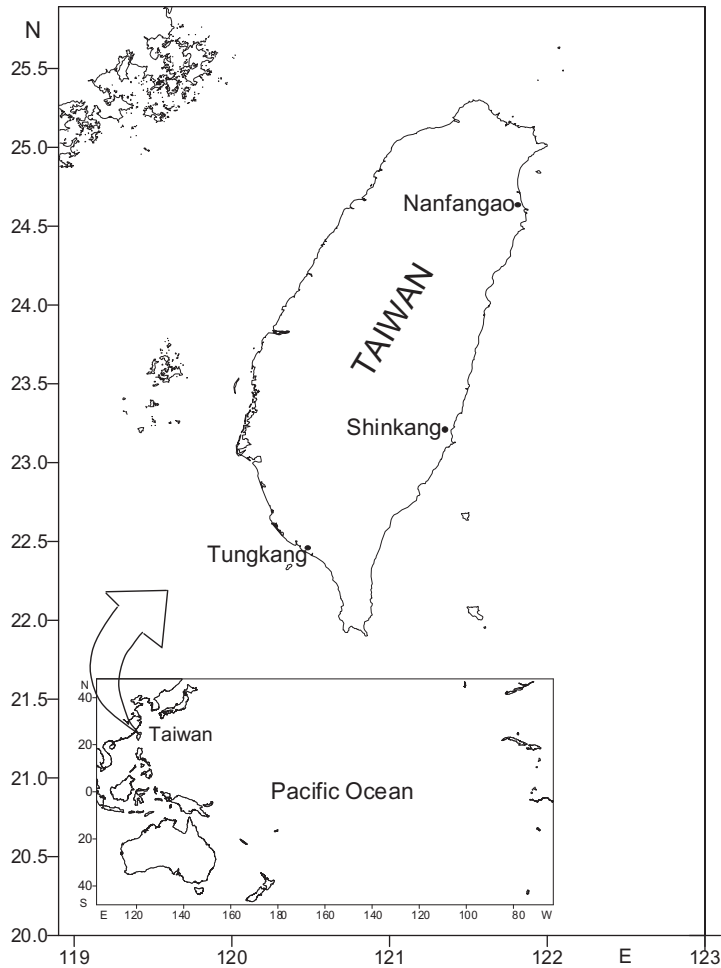 N
25.5
25.0
24.5
24.0
23.5
23.0
22.5
22.0
21.5
21.0
20.5
20.0
Nanfangao
TAIWAN
Shinkang
Tungkang
N
40
20
0
20
40
S
Taiwan
Pacific Ocean
E 120 140 160 180 160 140 120 100 80 W
119 120 121 122 E 123